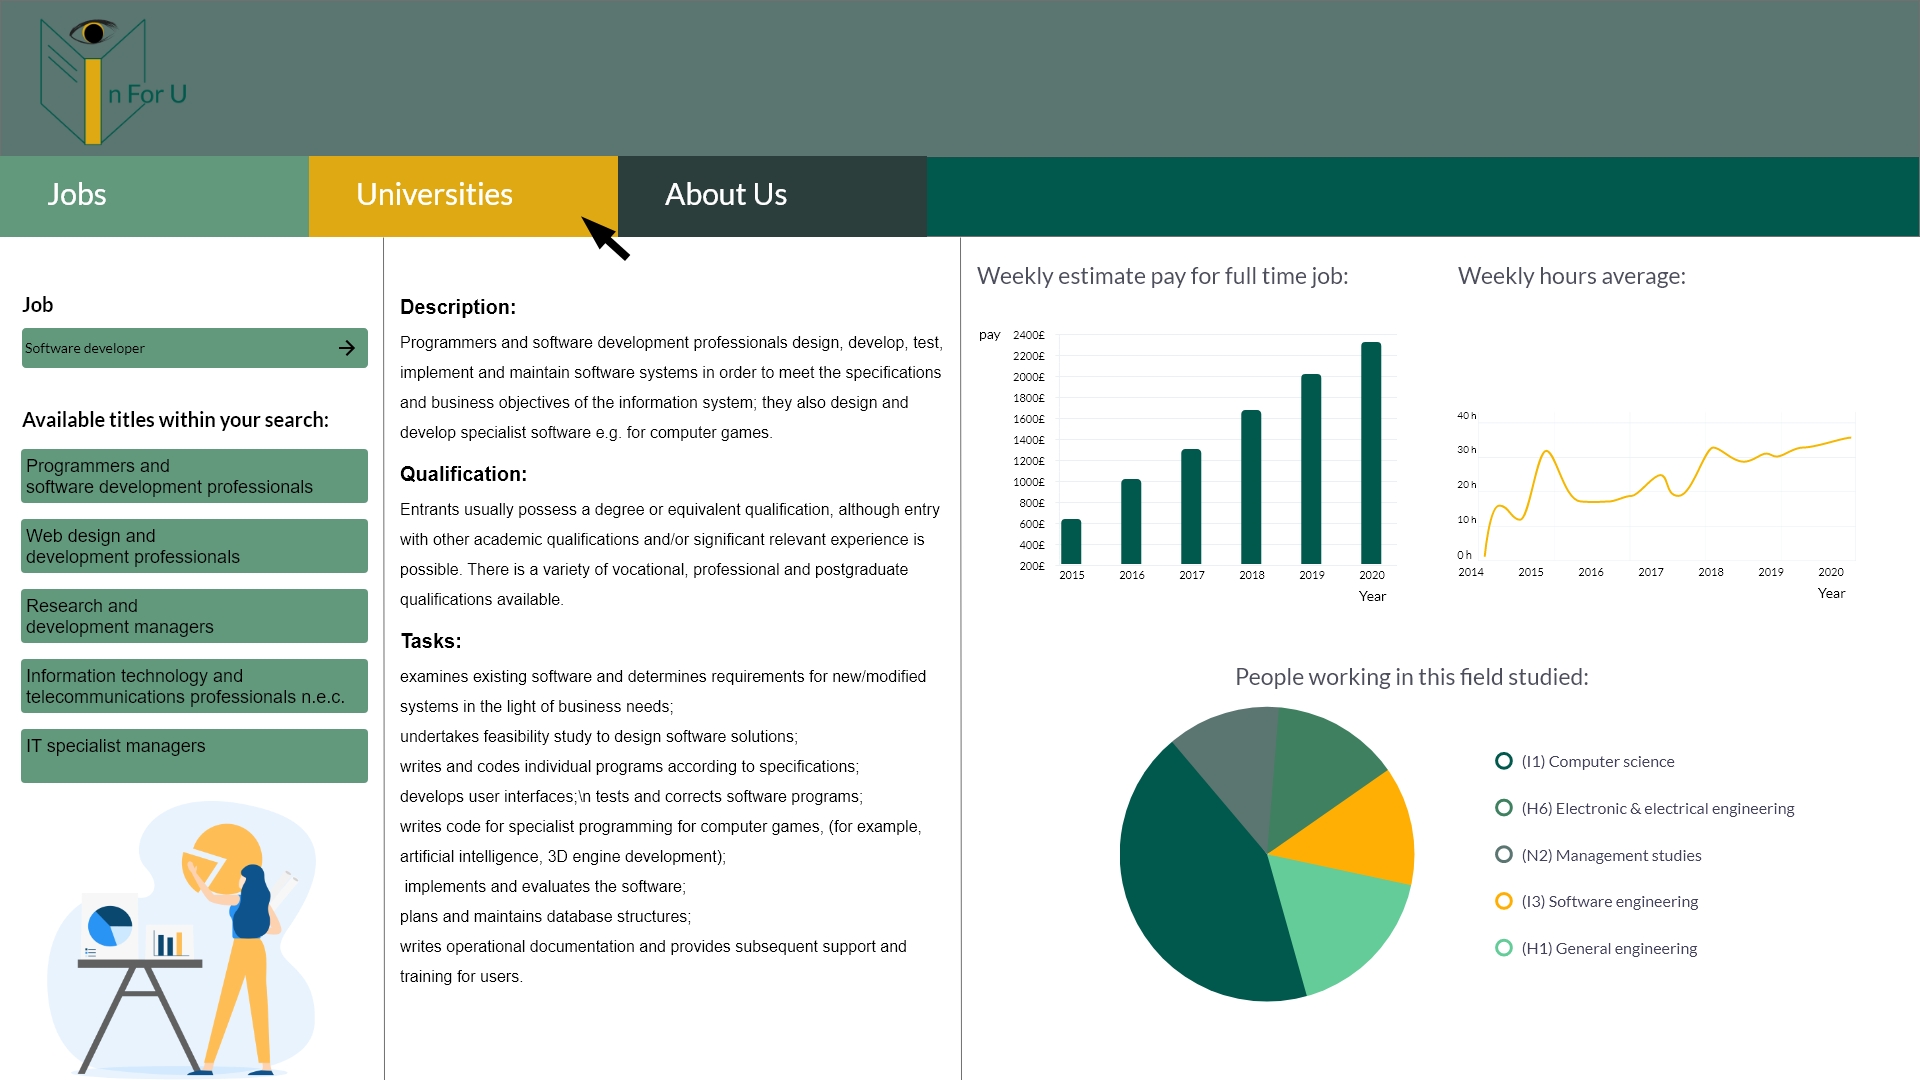 n For U
Jobs
Universities
About Us
Job
Software developer
Available titles within your search:
Programmers and
software development professionals
Web design and
development professionals
Research and
development managers
Information technology and
telecommunications professionals n.e.c.
IT specialist managers
Description:
Programmers and software development professionals design, develop, test,
implement and maintain software systems in order to meet the specifications
and business objectives of the information system; they also design and
develop specialist software e.g. for computer games.
Qualification:
Entrants usually possess a degree or equivalent qualification, although entry
with other academic qualifications and/or significant relevant experience is
possible. There is a variety of vocational, professional and postgraduate
qualifications available.
Tasks:
examines existing software and determines requirements for new/modified
systems in the light of business needs;
undertakes feasibility study to design software solutions;
writes and codes individual programs according to specifications;
develops user interfaces;\n tests and corrects software programs;
writes code for specialist programming for computer games, (for example,
artificial intelligence, 3D engine development);
implements and evaluates the software;
plans and maintains database structures;
writes operational documentation and provides subsequent support and
training for users.
Weekly estimate pay for full time job:
pay
2400£
2200£
2000£
1800£
1600£
1400£
1200£
1000£
800£
600£
400£
200£
2015 2016 2017 2018 2019 2020
Year
Weekly hours average:
40 h
30 h
20 h
10 h
0 h
2014 2015 2016 2017 2018 2019 2020
Year
People working in this field studied:
(I1) Computer science
(H6) Electronic & electrical engineering
(N2) Management studies
(I3) Software engineering
(H1) General engineering